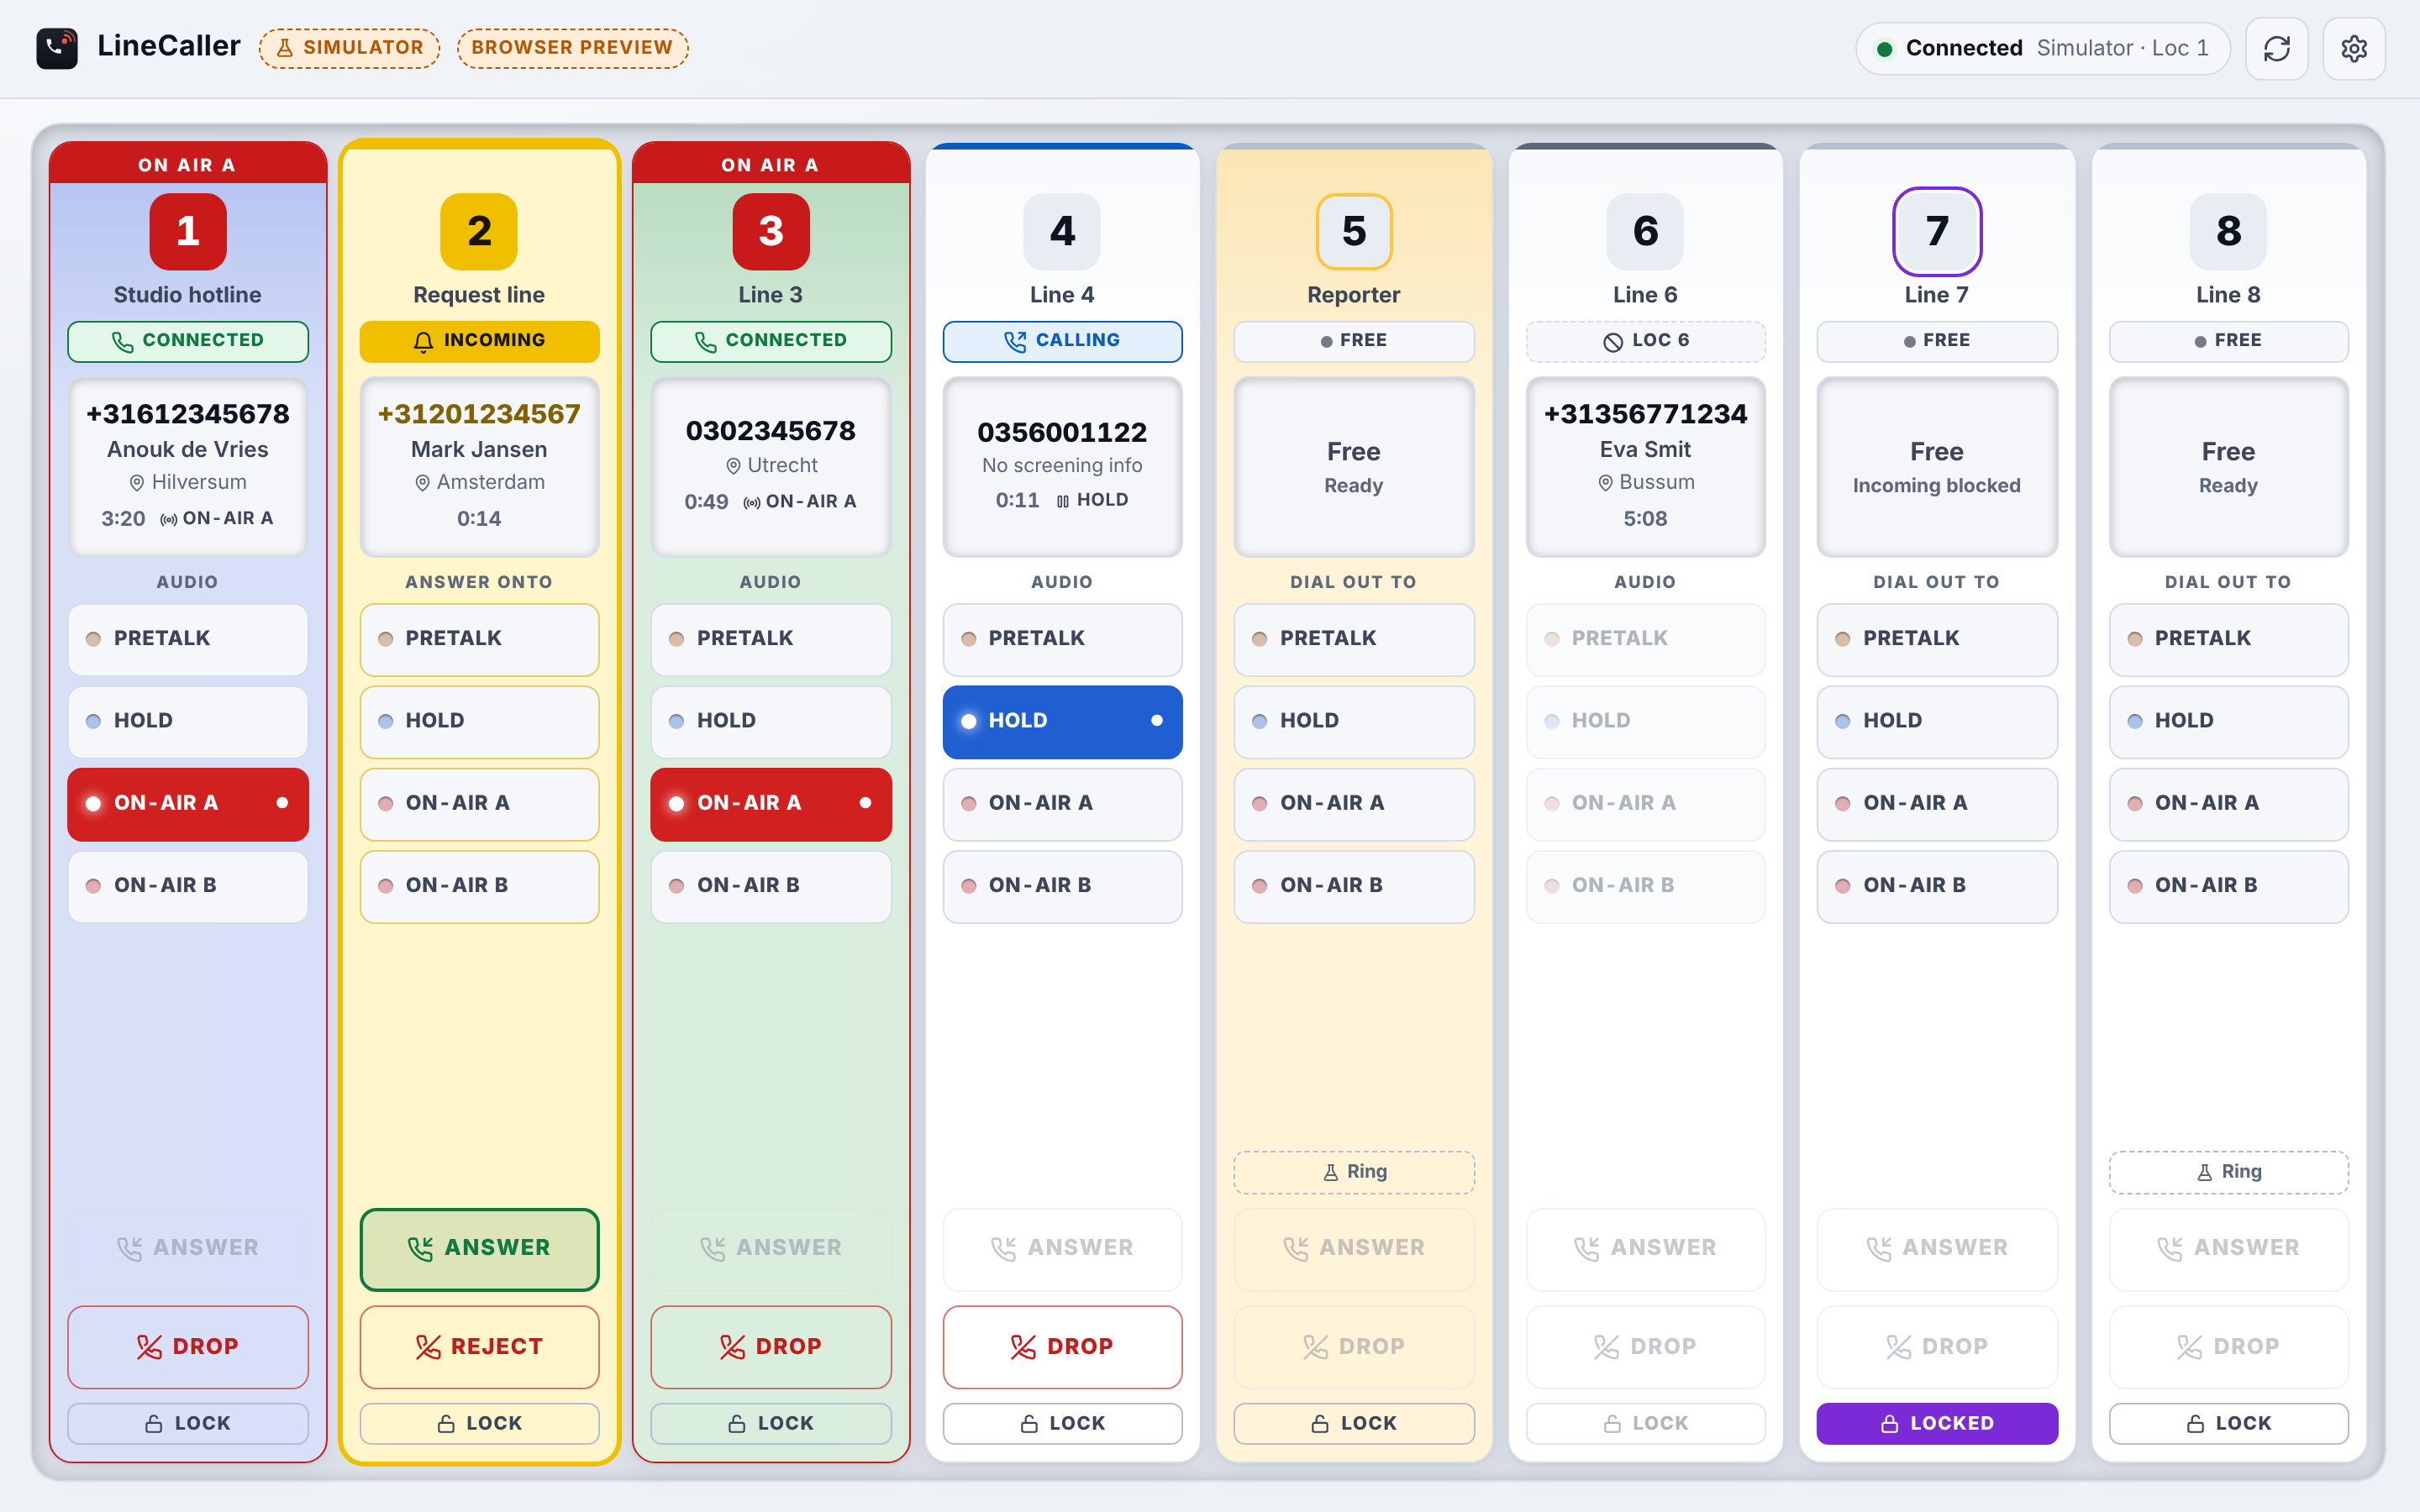 LineCaller
SIMULATOR
BROWSER PREVIEW
Connected Simulator · Loc 1
ON AIR A
1
Studio hotline
CONNECTED
+31612345678
Anouk de Vries
Hilversum
3:20 ON-AIR A
AUDIO
PRETALK
HOLD
ON-AIR A
ON-AIR B
ANSWER
DROP
LOCK
2
Request line
INCOMING
+31201234567
Mark Jansen
Amsterdam
0:14
ANSWER ONTO
PRETALK
HOLD
ON-AIR A
ON-AIR B
ANSWER
REJECT
LOCK
ON AIR A
3
Line 3
CONNECTED
0302345678
Utrecht
0:49 ON-AIR A
AUDIO
PRETALK
HOLD
ON-AIR A
ON-AIR B
ANSWER
DROP
LOCK
4
Line 4
CALLING
0356001122
No screening info
0:11 HOLD
AUDIO
PRETALK
HOLD
ON-AIR A
ON-AIR B
ANSWER
DROP
LOCK
5
Reporter
FREE
Free
Ready
DIAL OUT TO
PRETALK
HOLD
ON-AIR A
ON-AIR B
Ring
ANSWER
DROP
LOCK
6
Line 6
LOC 6
+31356771234
Eva Smit
Bussum
5:08
AUDIO
PRETALK
HOLD
ON-AIR A
ON-AIR B
ANSWER
DROP
LOCK
7
Line 7
FREE
Free
Incoming blocked
DIAL OUT TO
PRETALK
HOLD
ON-AIR A
ON-AIR B
ANSWER
DROP
LOCKED
8
Line 8
FREE
Free
Ready
DIAL OUT TO
PRETALK
HOLD
ON-AIR A
ON-AIR B
Ring
ANSWER
DROP
LOCK